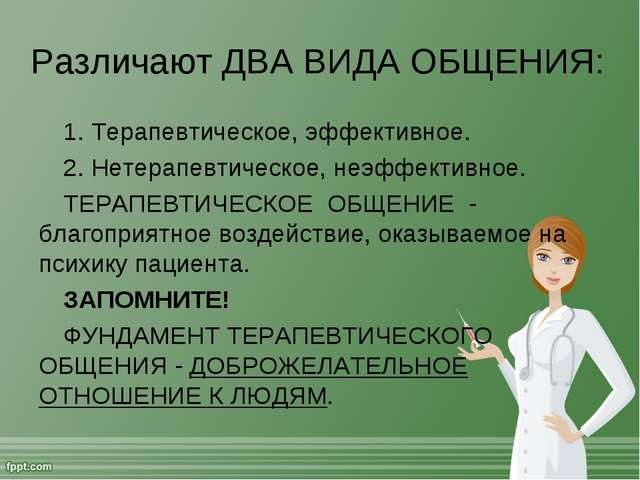 Различают ДВА ВИДА ОБЩЕНИЯ:
1. Терапевтическое, эффективное.
2. Нетерапевтическое, неэффективное.
ТЕРАПЕВТИЧЕСКОЕ ОБЩЕНИЕ -
благоприятное воздействие, оказываемое на
психику пациента.
ЗАПОМНИТЕ!
ФУНДАМЕНТ ТЕРАПЕВТИЧЕСКОГО
ОБЩЕНИЯ - ДОБРОЖЕЛАТЕЛЬНОЕ
ОТНОШЕНИЕ К ЛЮДЯМ.
fppt.com